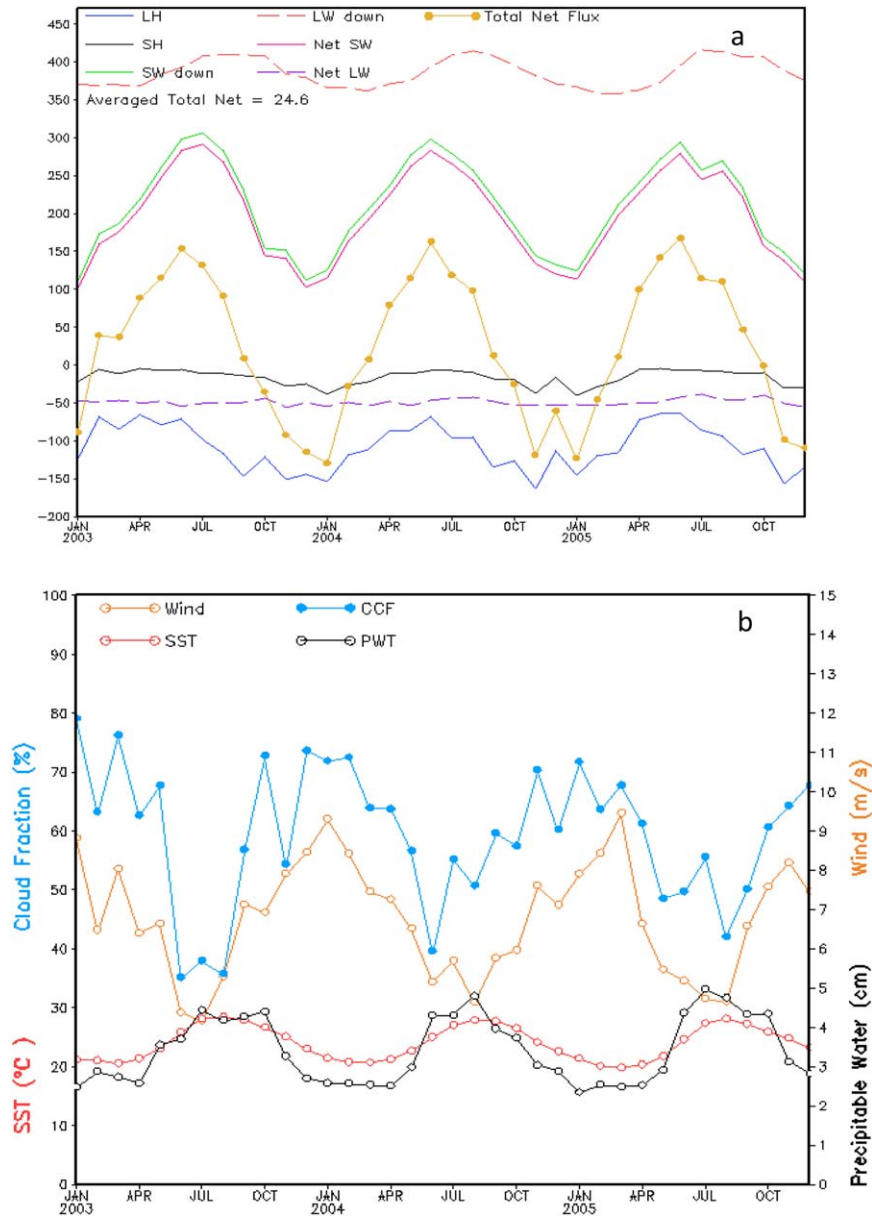 LH LW down Total Net Flux
a
SH Net SW
SW down Net LW
Averaged Total Net = 24.6
450
400
350
300
250
200
150
100
50
0
−50
−100
−150
−200
JAN APR JUL OCT JAN APR JUL OCT JAN APR JUL OCT
2003 2004 2005
Wind CCF
b
SST PWT
Cloud Fraction (%)
SST (°C)
100
90
80
70
60
50
40
30
20
10
0
15
14
13
12
11
10
9
8
7
6
5
4
3
2
1
0
Wind (m/s)
Precipitable Water (cm)
JAN APR JUL OCT JAN APR JUL OCT JAN APR JUL OCT
2003 2004 2005